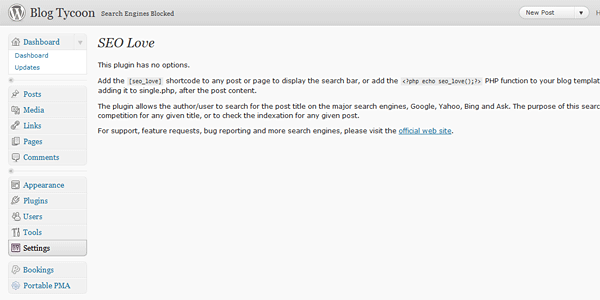 Blog Tycoon Search Engines Blocked
New Post
H
Dashboard
Dashboard
Updates
Posts
Media
Links
Pages
Comments
Appearance
Plugins
Users
Tools
Settings
Bookings
Portable PMA
SEO Love
This plugin has no options.
Add the [seo_love] shortcode to any post or page to display the search bar, or add the <?php echo seo_love();?> PHP function to your blog templat
adding it to single.php, after the post content.
The plugin allows the author/user to search for the post title on the major search engines, Google, Yahoo, Bing and Ask. The purpose of this searc
competition for any given title, or to check the indexation for any given post.
For support, feature requests, bug reporting and more search engines, please visit the official web site.